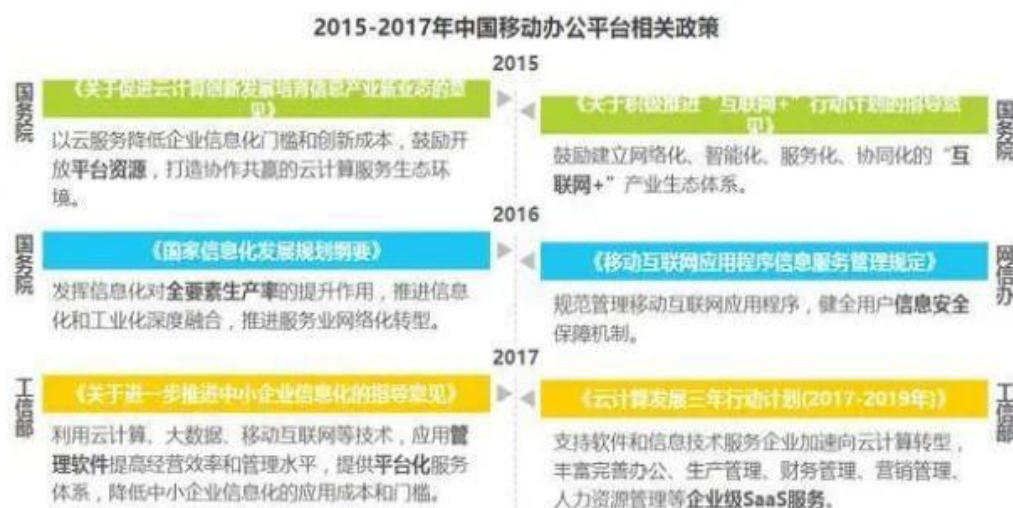 2015-2017年中国移动办公平台相关政策
2015
国务院
《关于促进云计算创新发展培育信息产业新业态的意
见》
以云服务降低企业信息化门槛和创新成本，鼓励开
放平台资源，打造协作共赢的云计算服务生态环
境。
《关于积极推进“互联网+”行动计划的指导意
见》
国务院
鼓励建立网络化、智能化、服务化、协同化的“互
联网+”产业生态体系。
2016
国务院
《国家信息化发展规划纲要》
发挥信息化对全要素生产率的提升作用，推进信息
化和工业化深度融合，推进服务业网络化转型。
《移动互联网应用程序信息服务管理规定》
网信办
规范管理移动互联网应用程序，健全用户信息安全
保障机制。
2017
工信部
《关于进一步推进中小企业信息化的指导意见》
利用云计算、大数据、移动互联网等技术，应用管
理软件提高经营效率和管理水平，提供平台化服务
体系，降低中小企业信息化的应用成本和门槛。
《云计算发展三年行动计划(2017-2019年)》
工信部
支持软件和信息技术服务企业加速向云计算转型，
丰富完善办公、生产管理、财务管理、营销管理、
人力资源管理等企业级SaaS服务。